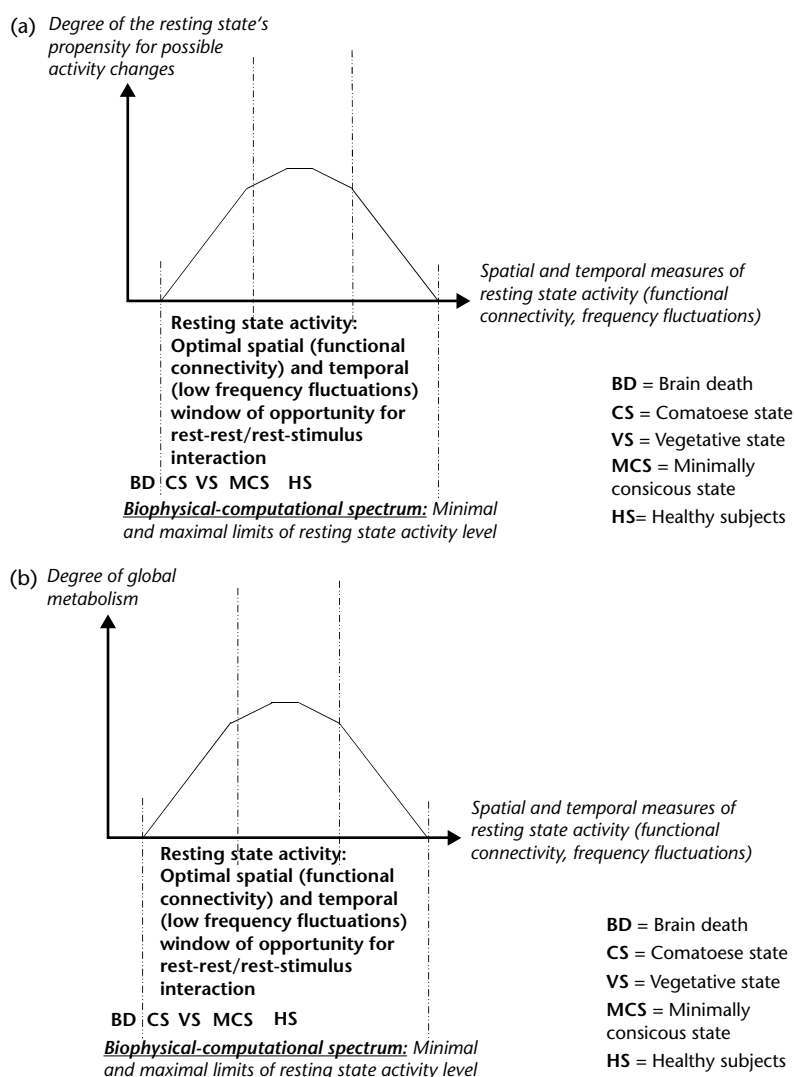 (a) Degree of the resting state‘s
propensity for possible
activity changes
Spatial and temporal measures of
resting state activity (functional
connectivity, frequency fluctuations)
Resting state activity:
Optimal spatial (functional
connectivity) and temporal
(low frequency fluctuations)
window of opportunity for
rest-rest/rest-stimulus
interaction
BD CS VS MCS HS
Biophysical-computational spectrum: Minimal
and maximal limits of resting state activity level
BD = Brain death
CS = Comatoese state
VS = Vegetative state
MCS = Minimally
consicous state
HS= Healthy subjects
(b) Degree of global
metabolism
Spatial and temporal measures of
resting state activity (functional
connectivity, frequency fluctuations)
Resting state activity:
Optimal spatial (functional
connectivity) and temporal
(low frequency fluctuations)
window of opportunity for
rest-rest/rest-stimulus
interaction
BD CS VS MCS HS
Biophysical-computational spectrum: Minimal
and maximal limits of resting state activity level
BD = Brain death
CS = Comatoese state
VS = Vegetative state
MCS = Minimally
consicous state
HS = Healthy subjects